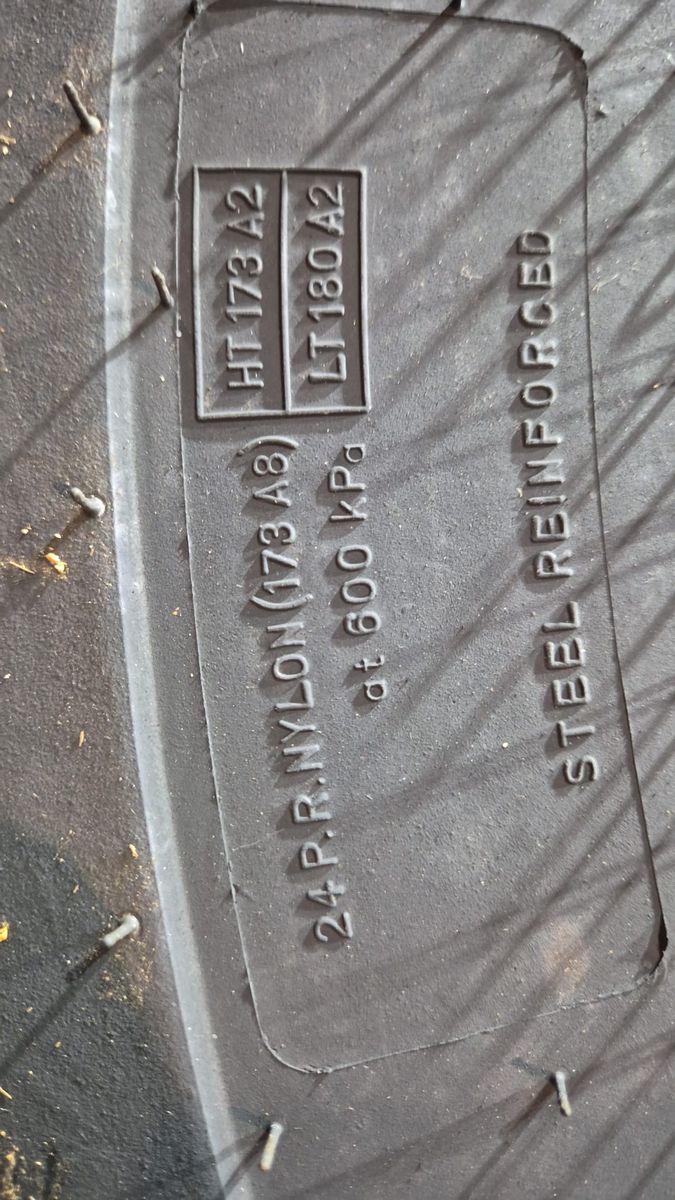 24 P.R. NYLON (173 A8)
at 600 kPa
HT 173 A2
LT 180 A2
STEEL REINFORCED